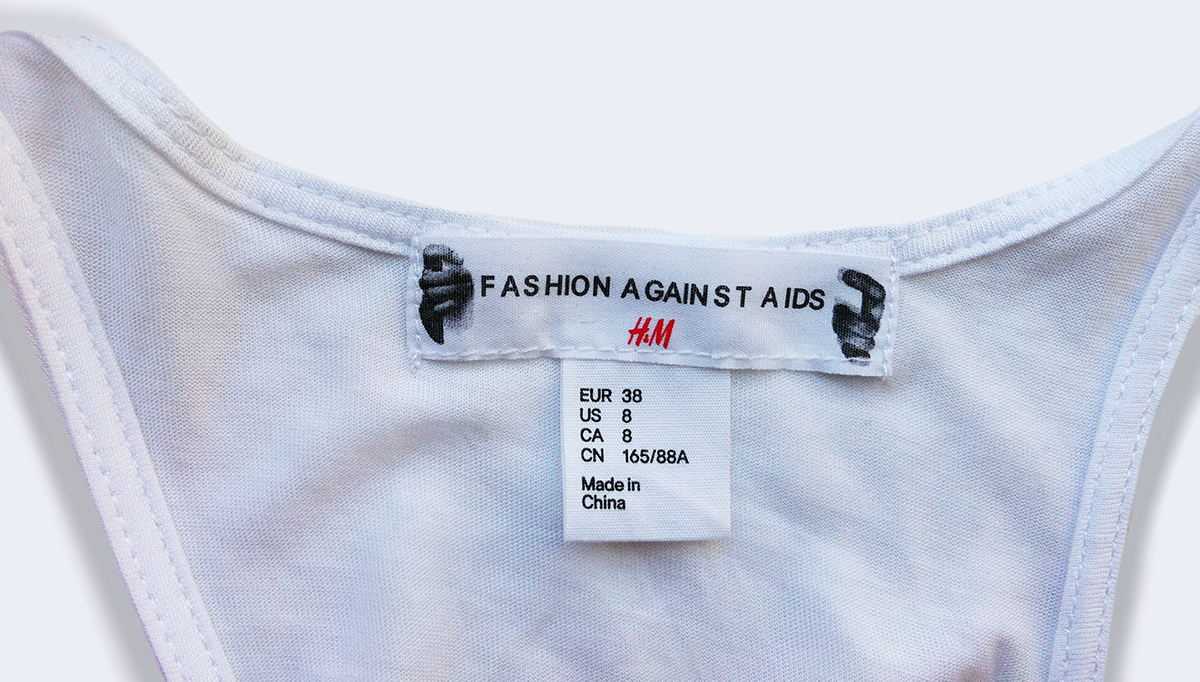 FASHION AGAINST AIDS
H&M
EUR 38
US 8
CA 8
CN 165/88A
Made in
China